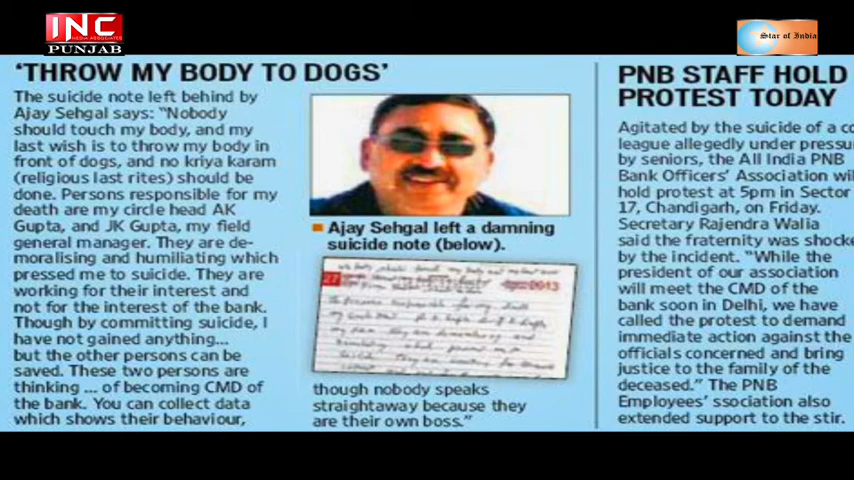 INC
MEDIA ASSOCIATES
PUNJAB
Star of India
'THROW MY BODY TO DOGS'
The suicide note left behind by
Ajay Sehgal says: "Nobody
should touch my body, and my
last wish is to throw my body in
front of dogs, and no kriya karam
(religious last rites) should be
done. Persons responsible for my
death are my circle head AK
Gupta, and JK Gupta, my field
general manager. They are de-
moralising and humiliating which
pressed me to suicide. They are
working for their interest and
not for the interest of the bank.
Though by committing suicide, I
have not gained anything...
but the other persons can be
saved. These two persons are
thinking ... of becoming CMD of
the bank. You can collect data
which shows their behaviour,
Ajay Sehgal left a damning
suicide note (below).
27
though nobody speaks
straightaway because they
are their own boss."
PNB STAFF HOLD
PROTEST TODAY
Agitated by the suicide of a co
league allegedly under pressu
by seniors, the All India PNB
Bank Officers' Association wil
hold protest at 5pm in Sector
17, Chandigarh, on Friday.
Secretary Rajendra Walia
said the fraternity was shocke
by the incident. "While the
president of our association
will meet the CMD of the
bank soon in Delhi, we have
called the protest to demand
immediate action against the
officials concerned and bring
justice to the family of the
deceased." The PNB
Employees' ssociation also
extended support to the stir.